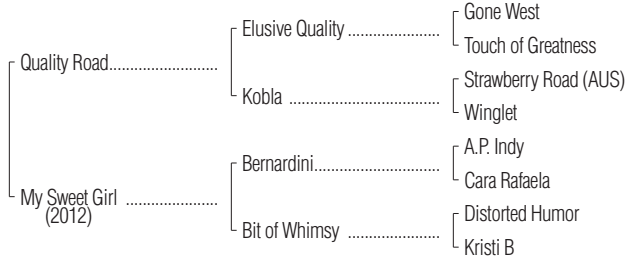 Gone West
Elusive Quality ....................
Touch of Greatness
Quality Road..........................
Strawberry Road (AUS)
Kobla .................................
Winglet
A.P. Indy
Bernardini............................
Cara Rafaela
My Sweet Girl ......................
(2012)
Distorted Humor
Bit of Whimsy ....................
Kristi B